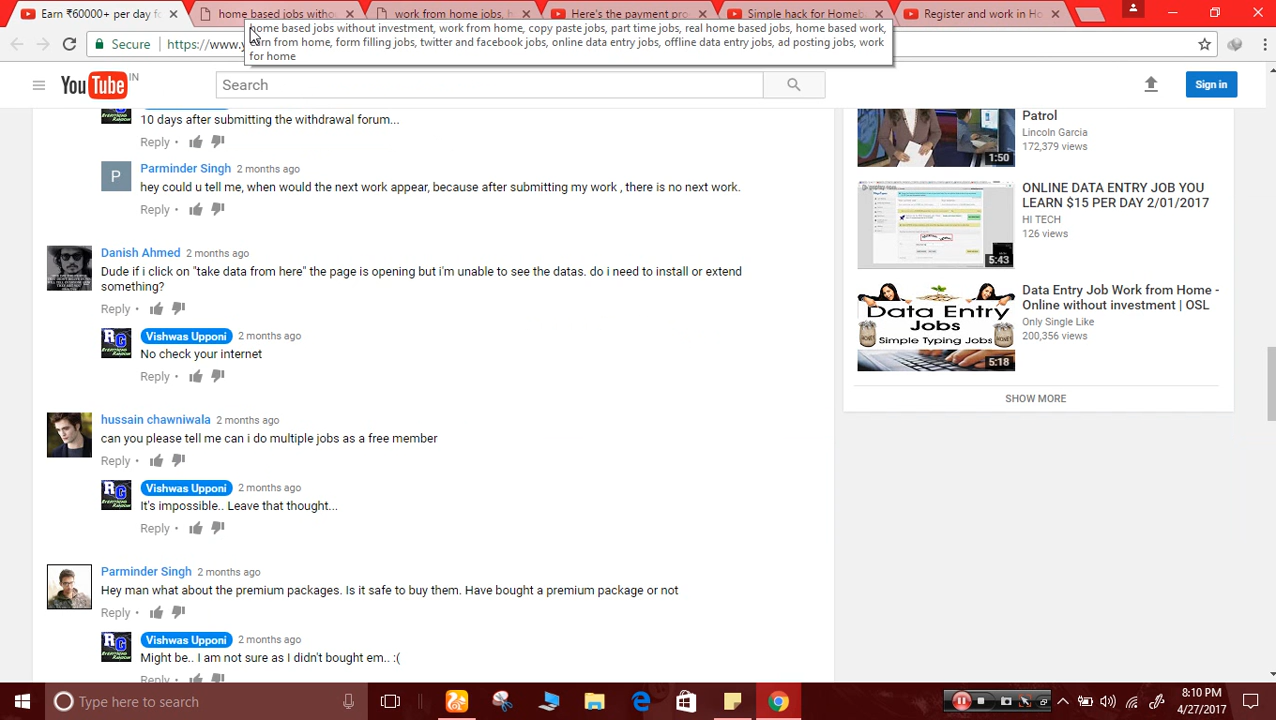 Earn ₹60000+ per day f
home based jobs withou
work from home jobs, h
Here's the payment pro
Simple hack for Homeb
Register and work in Ho
home based jobs without investment, work from home, copy paste jobs, part time jobs, real home based jobs, home based work,
earn from home, form filling jobs, twitter and facebook jobs, online data entry jobs, offline data entry jobs, ad posting jobs, work
for home
Secure
https://www.y
YouTube IN
Search
Sign in
10 days after submitting the withdrawal forum...
Reply
P
Parminder Singh 2 months ago
hey could u tell me, when would the next work appear, because after submitting my work , there is no next work.
Reply
Danish Ahmed 2 months ago
Dude if i click on "take data from here" the page is opening but i'm unable to see the datas. do i need to install or extend
something?
Reply
RG
Vishwas Upponi 2 months ago
No check your internet
Reply
hussain chawniwala 2 months ago
can you please tell me can i do multiple jobs as a free member
Reply
RG
Vishwas Upponi 2 months ago
It's impossible.. Leave that thought...
Reply
Parminder Singh 2 months ago
Hey man what about the premium packages. Is it safe to buy them. Have bought a premium package or not
Reply
RG
Vishwas Upponi 2 months ago
Might be.. I am not sure as I didn't bought em.. :(
Reply
Patrol
Lincoln Garcia
172,379 views
1:50
ONLINE DATA ENTRY JOB YOU
LEARN $15 PER DAY 2/01/2017
HI TECH
126 views
5:43
Data Entry Job Work from Home -
Online without investment | OSL
Only Single Like
200,356 views
Data Entry
Jobs
Simple Typing Jobs
5:18
SHOW MORE
Type here to search
8:10 PM
4/27/2017